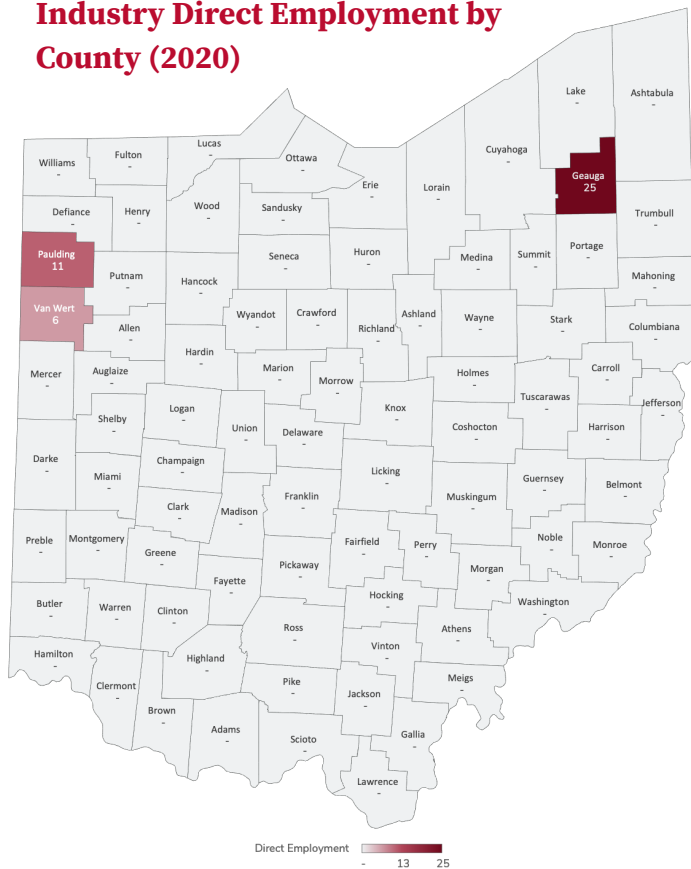 Industry Direct Employment by
County (2020)
Lake
-
Ashtabula
-
Cuyahoga
-
Geauga
25
Lucas
-
Fulton
-
Williams
-
Ottawa
-
Erie
-
Lorain
-
Wood
-
Sandusky
-
Defiance
-
Henry
-
Trumbull
-
Paulding
11
Putnam
-
Seneca
-
Huron
-
Medina
-
Summit
-
Portage
-
Mahoning
-
Hancock
-
Van Wert
6
Allen
-
Wyandot
-
Crawford
-
Richland
-
Ashland
-
Wayne
-
Stark
-
Columbiana
-
Hardin
-
Mercer
-
Auglaize
-
Marion
-
Morrow
-
Holmes
-
Carroll
-
Tuscarawas
-
Jefferson
-
Logan
-
Shelby
-
Union
-
Delaware
-
Knox
-
Coshocton
-
Harrison
-
Darke
-
Champaign
-
Miami
-
Licking
-
Guernsey
-
Belmont
-
Clark
-
Madison
-
Franklin
-
Muskingum
-
Preble
-
Montgomery
-
Greene
-
Fairfield
-
Perry
-
Noble
-
Monroe
-
Pickaway
-
Morgan
-
Fayette
-
Butler
-
Warren
-
Clinton
-
Hocking
-
Washington
-
Ross
-
Athens
-
Hamilton
-
Highland
-
Vinton
-
Clermont
-
Pike
-
Jackson
-
Meigs
-
Brown
-
Adams
-
Scioto
-
Gallia
-
Lawrence
-
Direct Employment
- 13 25